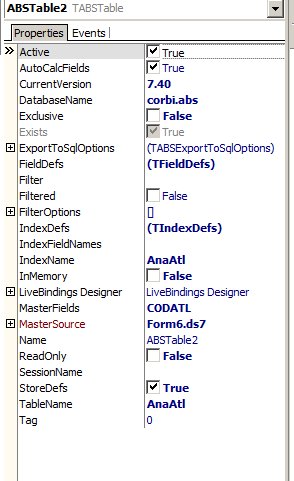 ABSTable2 TABSTable
Properties Events
Active True
AutoCalcFields True
CurrentVersion 7.40
DatabaseName corbi.abs
Exclusive False
Exists True
ExportToSqlOptions (TABSExportToSqlOptions)
FieldDefs (TFieldDefs)
Filter
Filtered False
FilterOptions []
IndexDefs (TIndexDefs)
IndexFieldNames
IndexName AnaAtl
InMemory False
LiveBindings Designer LiveBindings Designer
MasterFields CODATL
MasterSource Form6.ds7
Name ABSTable2
ReadOnly False
SessionName
StoreDefs True
TableName AnaAtl
Tag 0